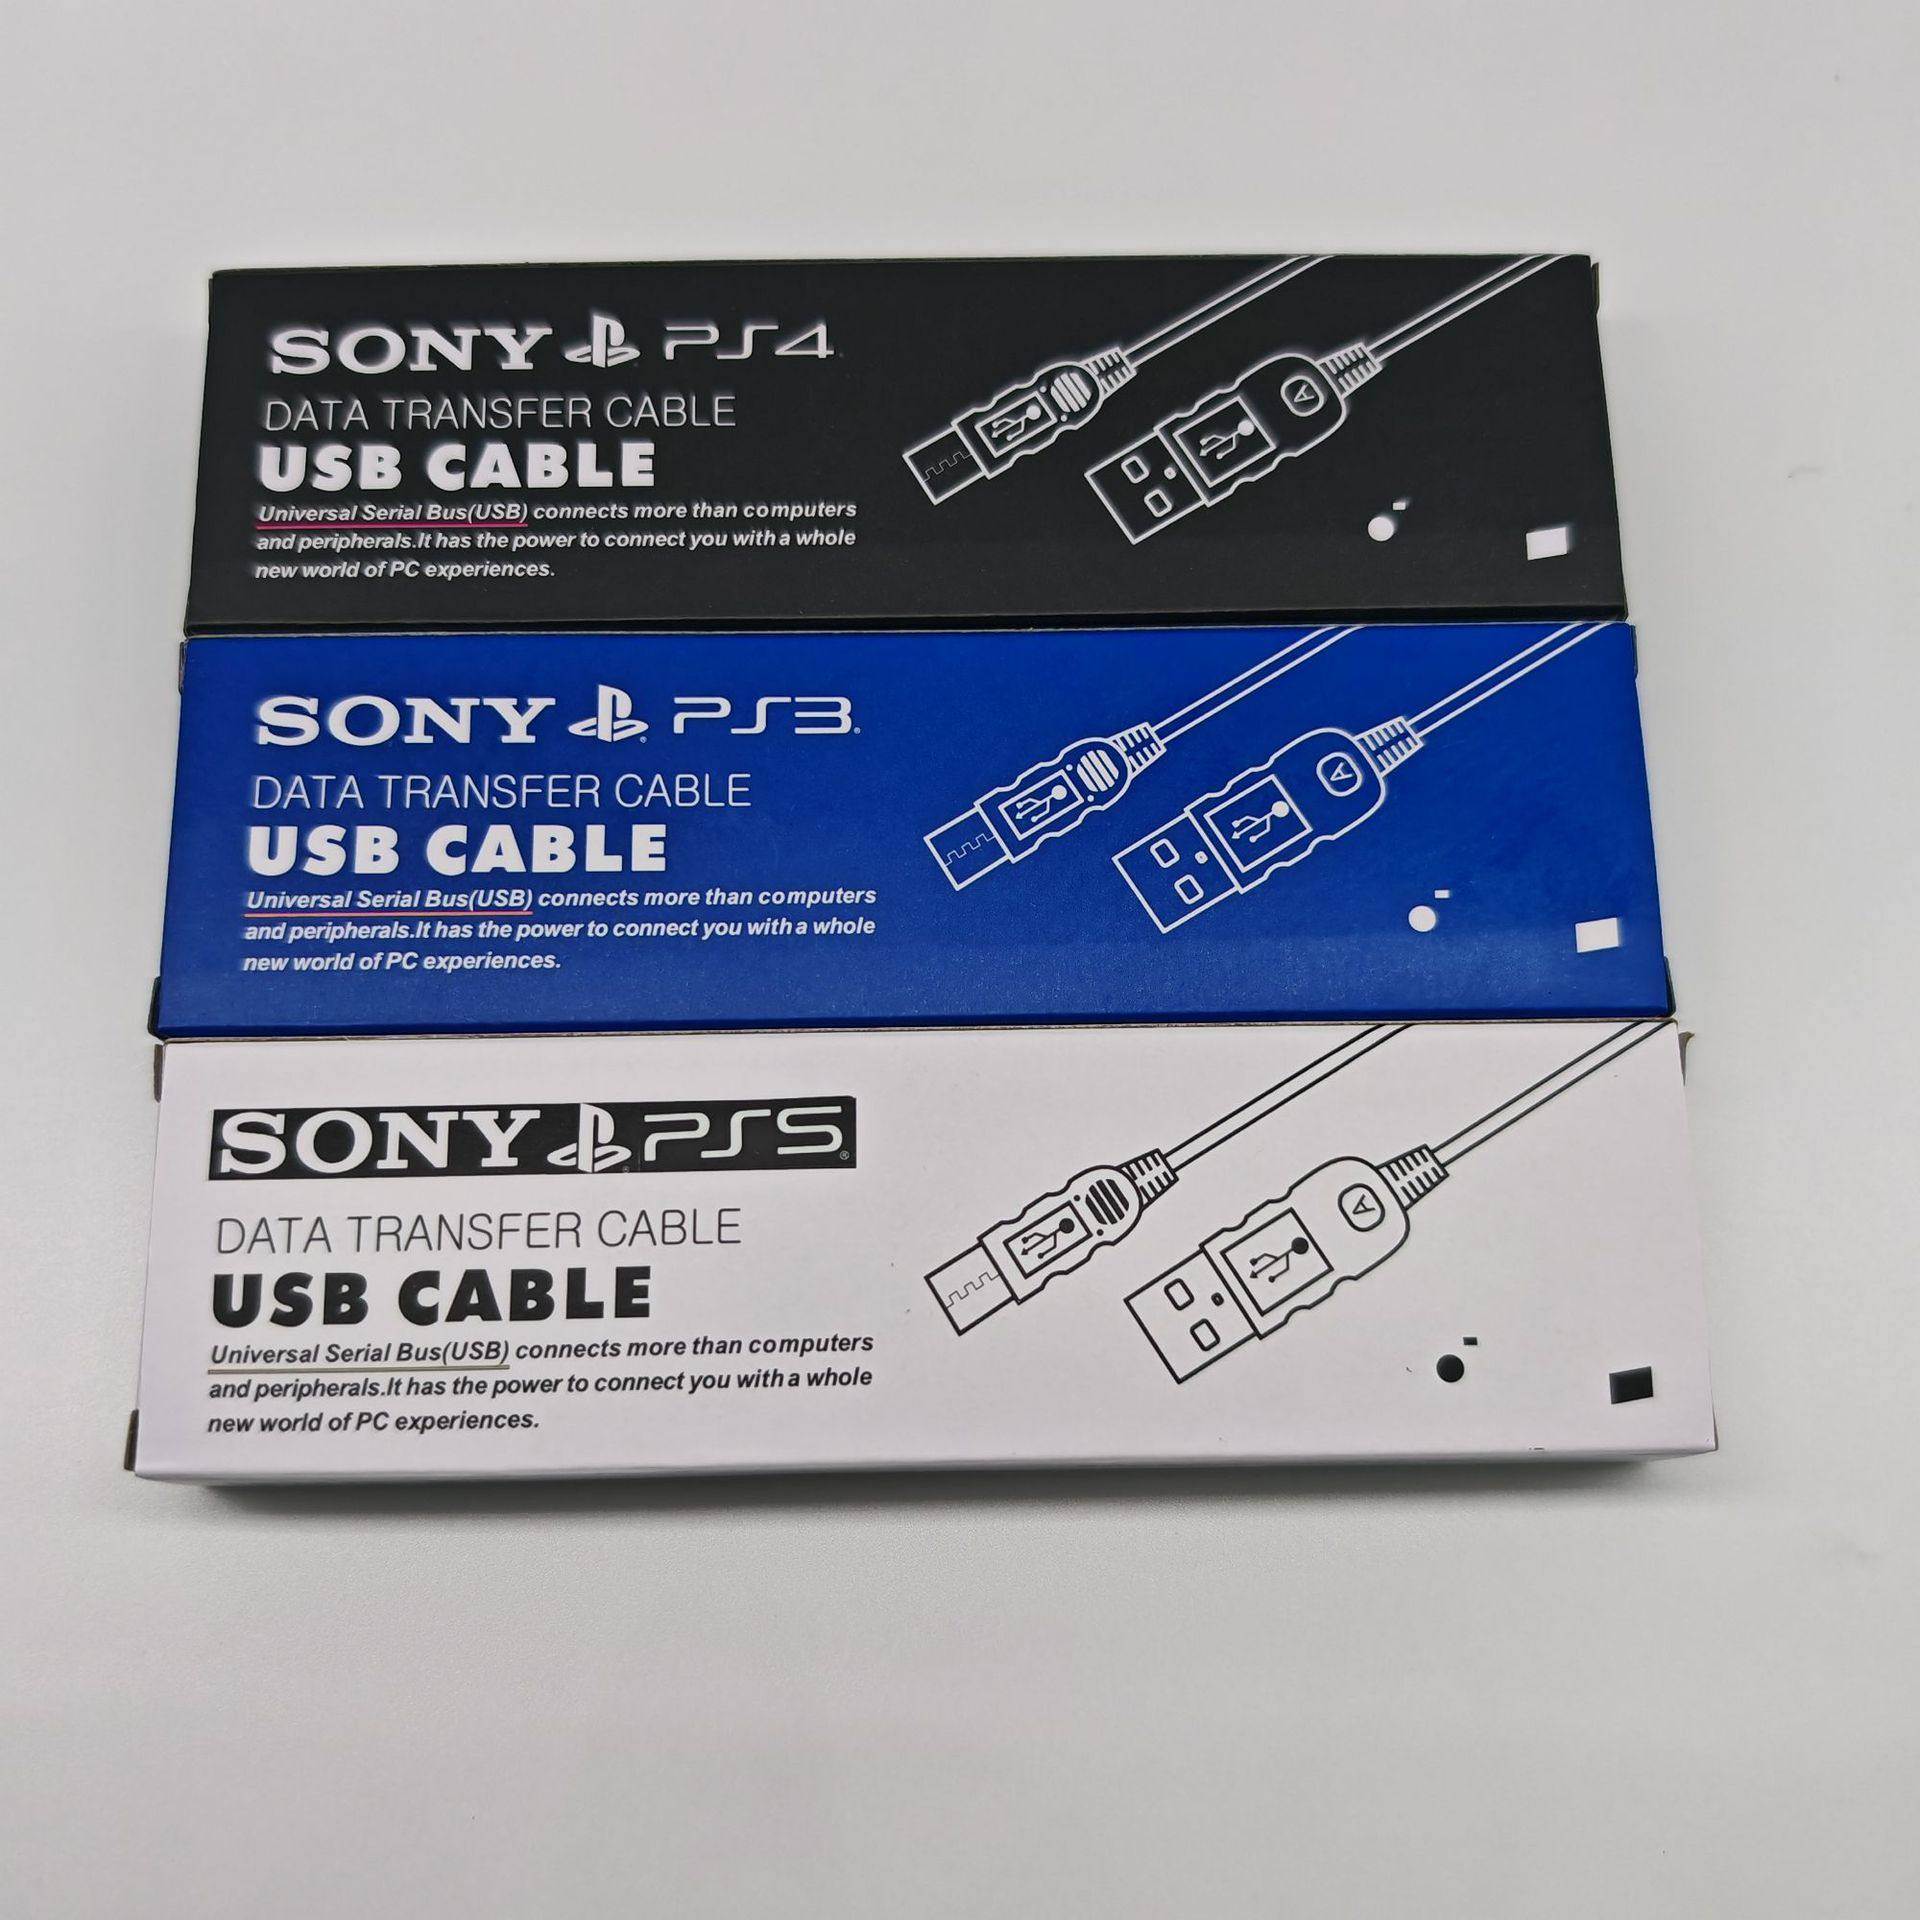 SONY PS4
DATA TRANSFER CABLE
USB CABLE
Universal Serial Bus(USB) connects more than computers
and peripherals.It has the power to connect you with a whole
new world of PC experiences.
A
SONY PS3
DATA TRANSFER CABLE
USB CABLE
Universal Serial Bus(USB) connects more than computers
and peripherals.It has the power to connect you with a whole
new world of PC experiences.
A
SONY PS5
DATA TRANSFER CABLE
USB CABLE
Universal Serial Bus(USB) connects more than computers
and peripherals.It has the power to connect you with a whole
new world of PC experiences.
A